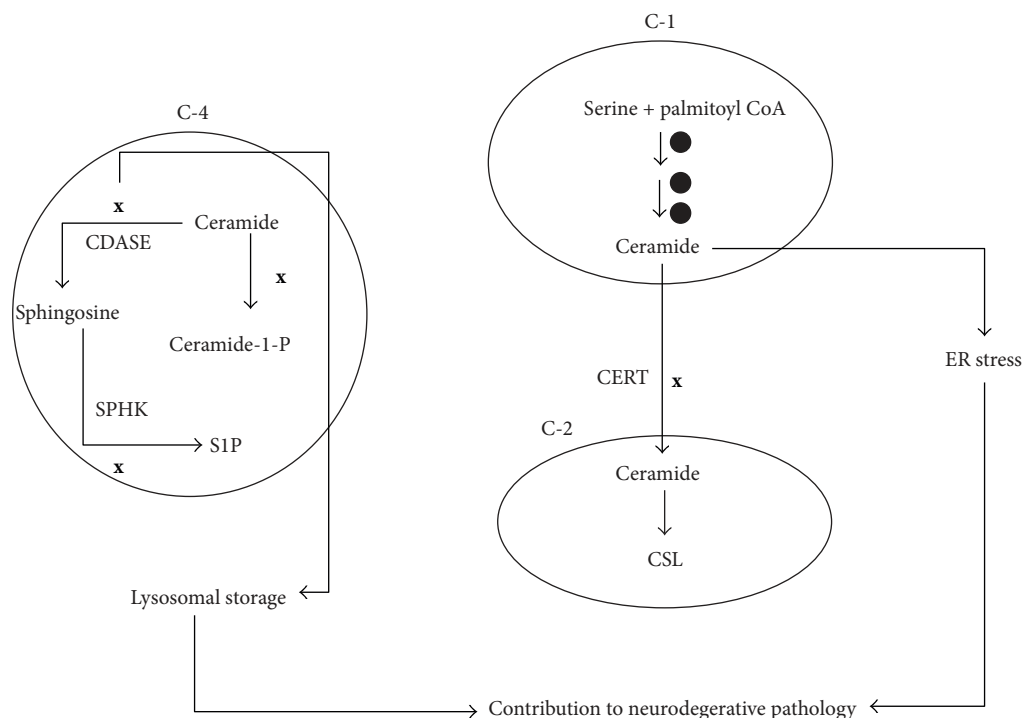 C-1
Serine + palmitoyl CoA
Ceramide
C-4
x
Ceramide
CDASE
x
Sphingosine
Ceramide-1-P
SPHK
S1P
x
CERT
x
ER stress
C-2
Ceramide
CSL
Lysosomal storage
Contribution to neurodegerative pathology